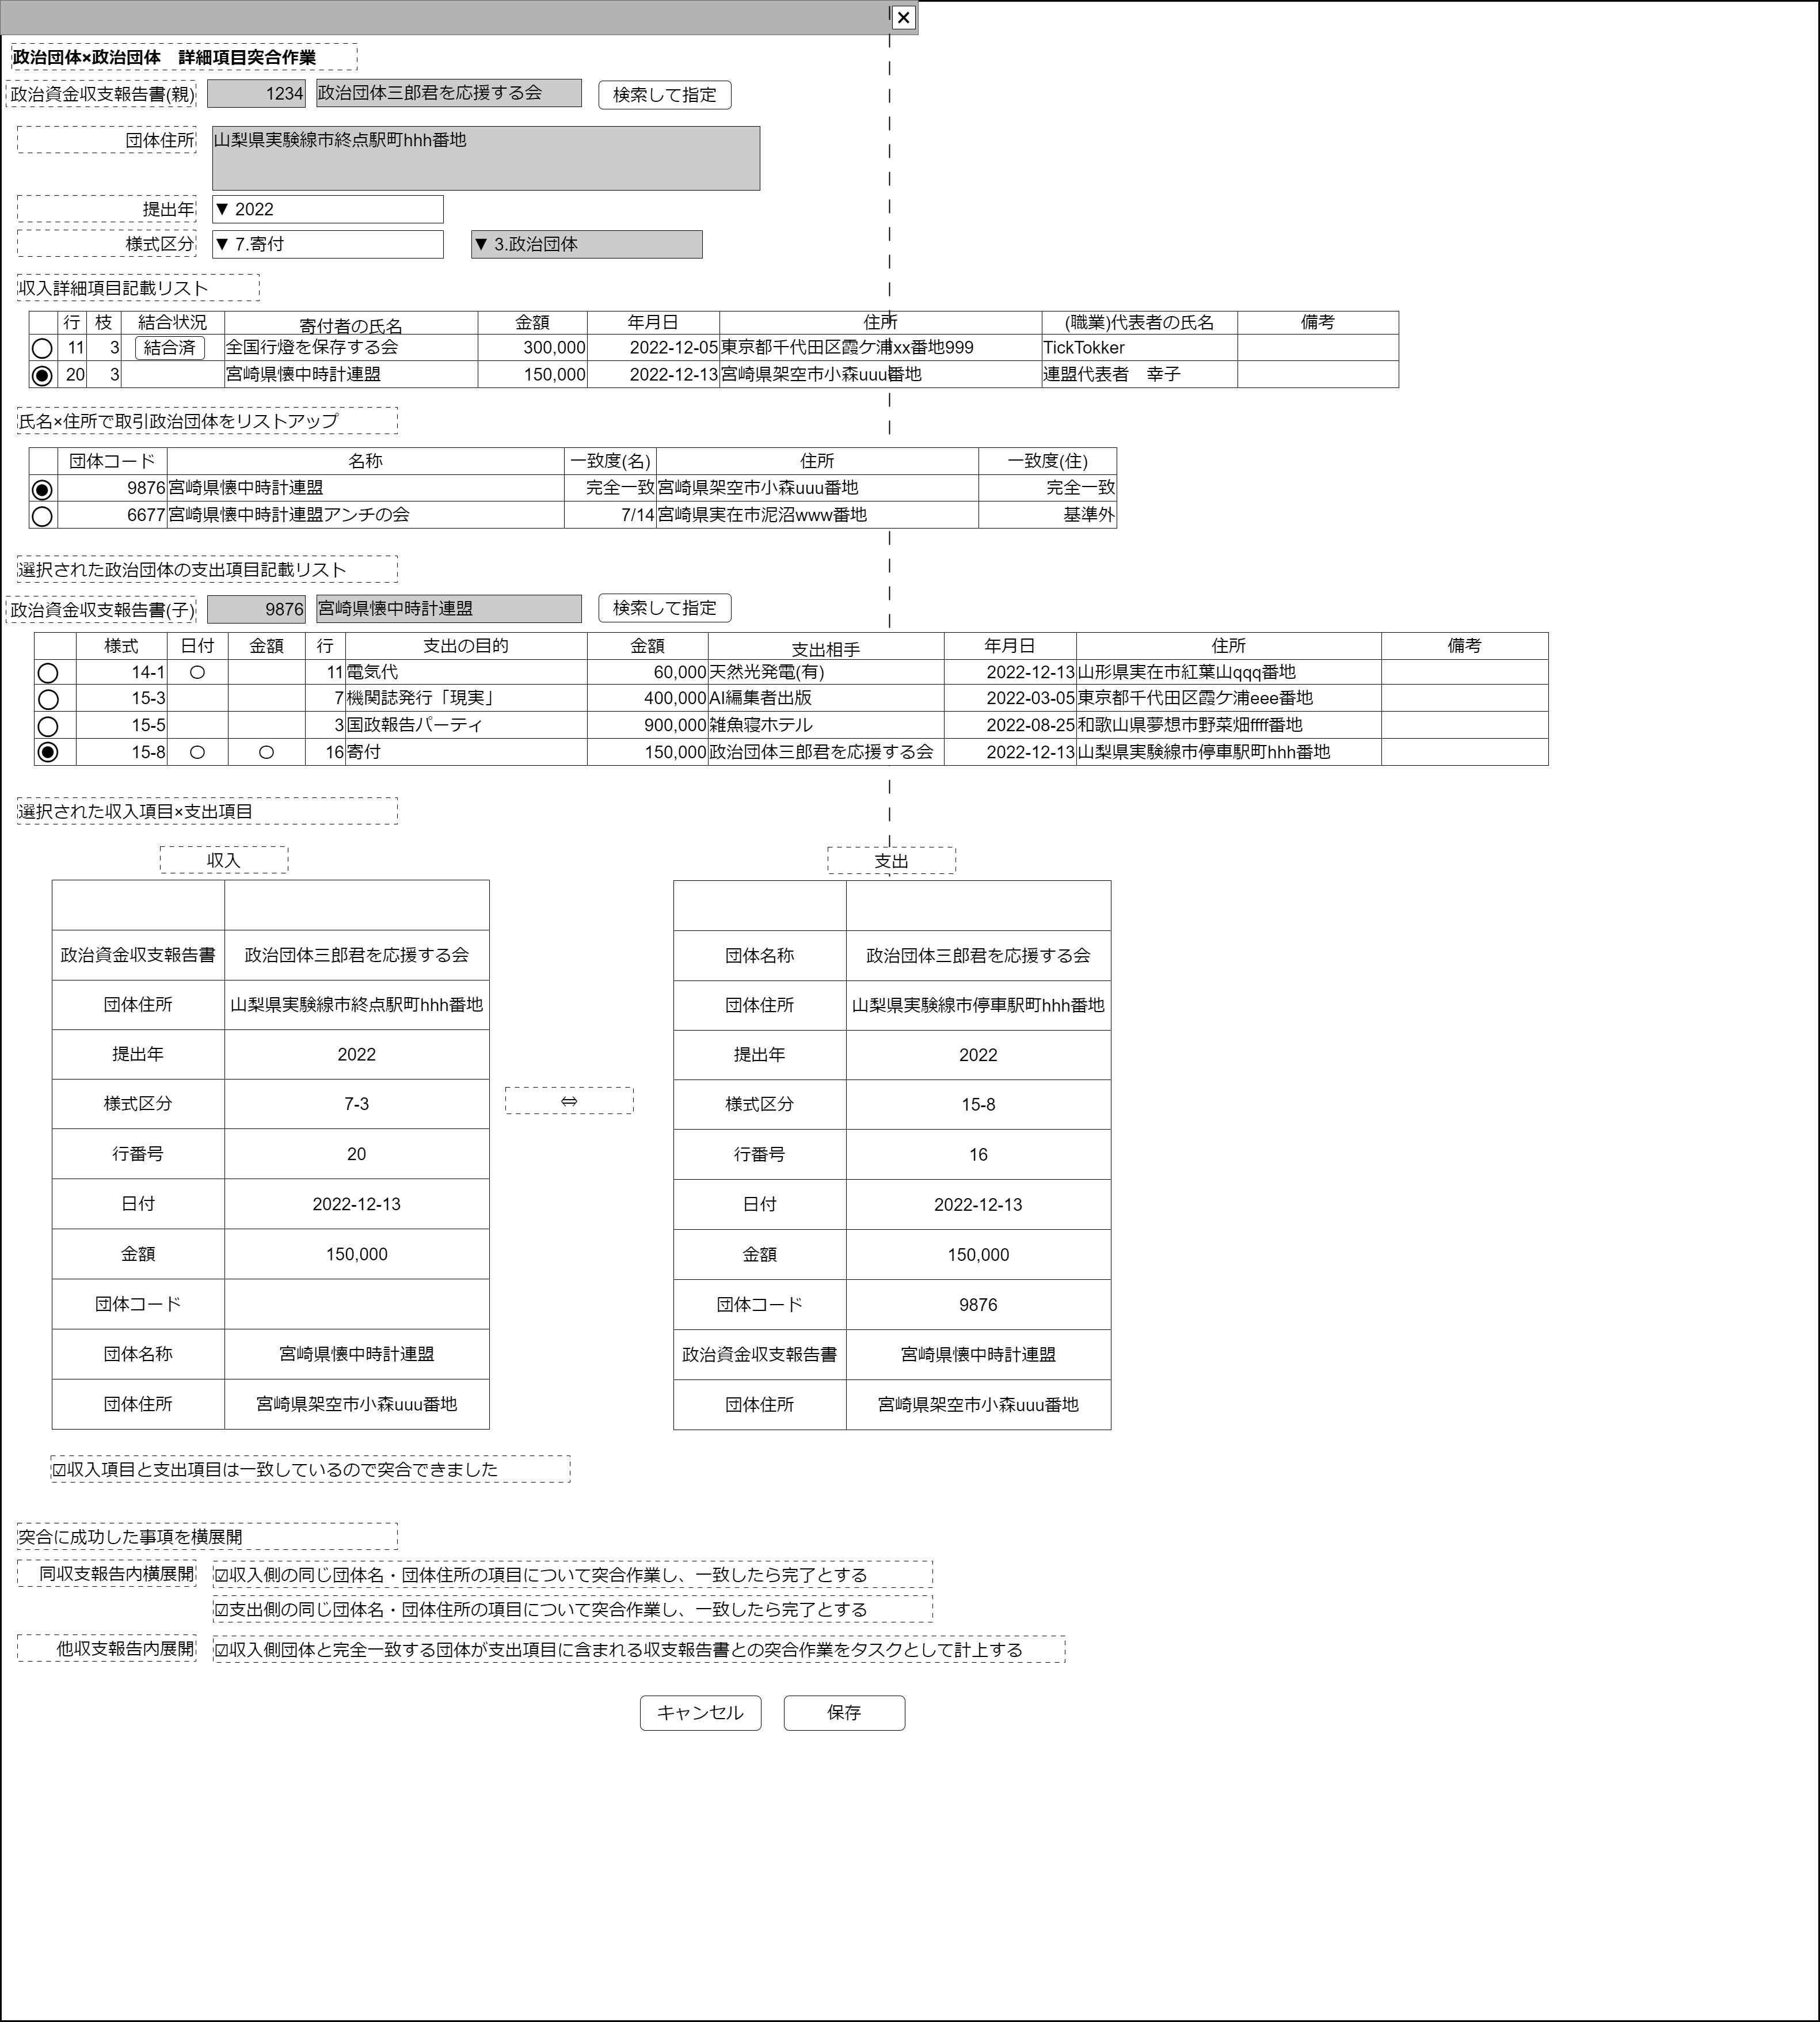 ×
政治団体×政治団体　詳細項目突合作業
政治資金収支報告書(親) 1234 政治団体三郎君を応援する会 検索して指定
団体住所 山梨県実験線市終点駅町hhh番地
提出年 ▼ 2022
様式区分 ▼ 7.寄付 ▼ 3.政治団体
収入詳細項目記載リスト
行 枝 結合状況 寄付者の氏名 金額 年月日 住所 (職業)代表者の氏名 備考
11 3 結合済 全国行燈を保存する会 300,000 2022-12-05 東京都千代田区霞ケ浦xx番地999 TickTokker
20 3 宮崎県懐中時計連盟 150,000 2022-12-13 宮崎県架空市小森uuu番地 連盟代表者　幸子
氏名×住所で取引政治団体をリストアップ
団体コード 名称 一致度(名) 住所 一致度(住)
9876 宮崎県懐中時計連盟 完全一致 宮崎県架空市小森uuu番地 完全一致
6677 宮崎県懐中時計連盟アンチの会 7/14 宮崎県実在市泥沼www番地 基準外
選択された政治団体の支出項目記載リスト
政治資金収支報告書(子) 9876 宮崎県懐中時計連盟 検索して指定
様式 日付 金額 行 支出の目的 金額 支出相手 年月日 住所 備考
14-1 〇 11 電気代 60,000 天然光発電(有) 2022-12-13 山形県実在市紅葉山qqq番地
15-3 7 機関誌発行「現実」 400,000 AI編集者出版 2022-03-05 東京都千代田区霞ケ浦eee番地
15-5 3 国政報告パーティ 900,000 雑魚寝ホテル 2022-08-25 和歌山県夢想市野菜畑ffff番地
15-8 〇 〇 16 寄付 150,000 政治団体三郎君を応援する会 2022-12-13 山梨県実験線市停車駅町hhh番地
選択された収入項目×支出項目
収入 支出
政治資金収支報告書 政治団体三郎君を応援する会 団体名称 政治団体三郎君を応援する会
団体住所 山梨県実験線市終点駅町hhh番地 団体住所 山梨県実験線市停車駅町hhh番地
提出年 2022 提出年 2022
様式区分 7-3 ⇔ 様式区分 15-8
行番号 20 行番号 16
日付 2022-12-13 日付 2022-12-13
金額 150,000 金額 150,000
団体コード 団体コード 9876
団体名称 宮崎県懐中時計連盟 政治資金収支報告書 宮崎県懐中時計連盟
団体住所 宮崎県架空市小森uuu番地 団体住所 宮崎県架空市小森uuu番地
☑収入項目と支出項目は一致しているので突合できました
突合に成功した事項を横展開
同収支報告内横展開 ☑収入側の同じ団体名・団体住所の項目について突合作業し、一致したら完了とする
☑支出側の同じ団体名・団体住所の項目について突合作業し、一致したら完了とする
他収支報告内展開 ☑収入側団体と完全一致する団体が支出項目に含まれる収支報告書との突合作業をタスクとして計上する
キャンセル 保存